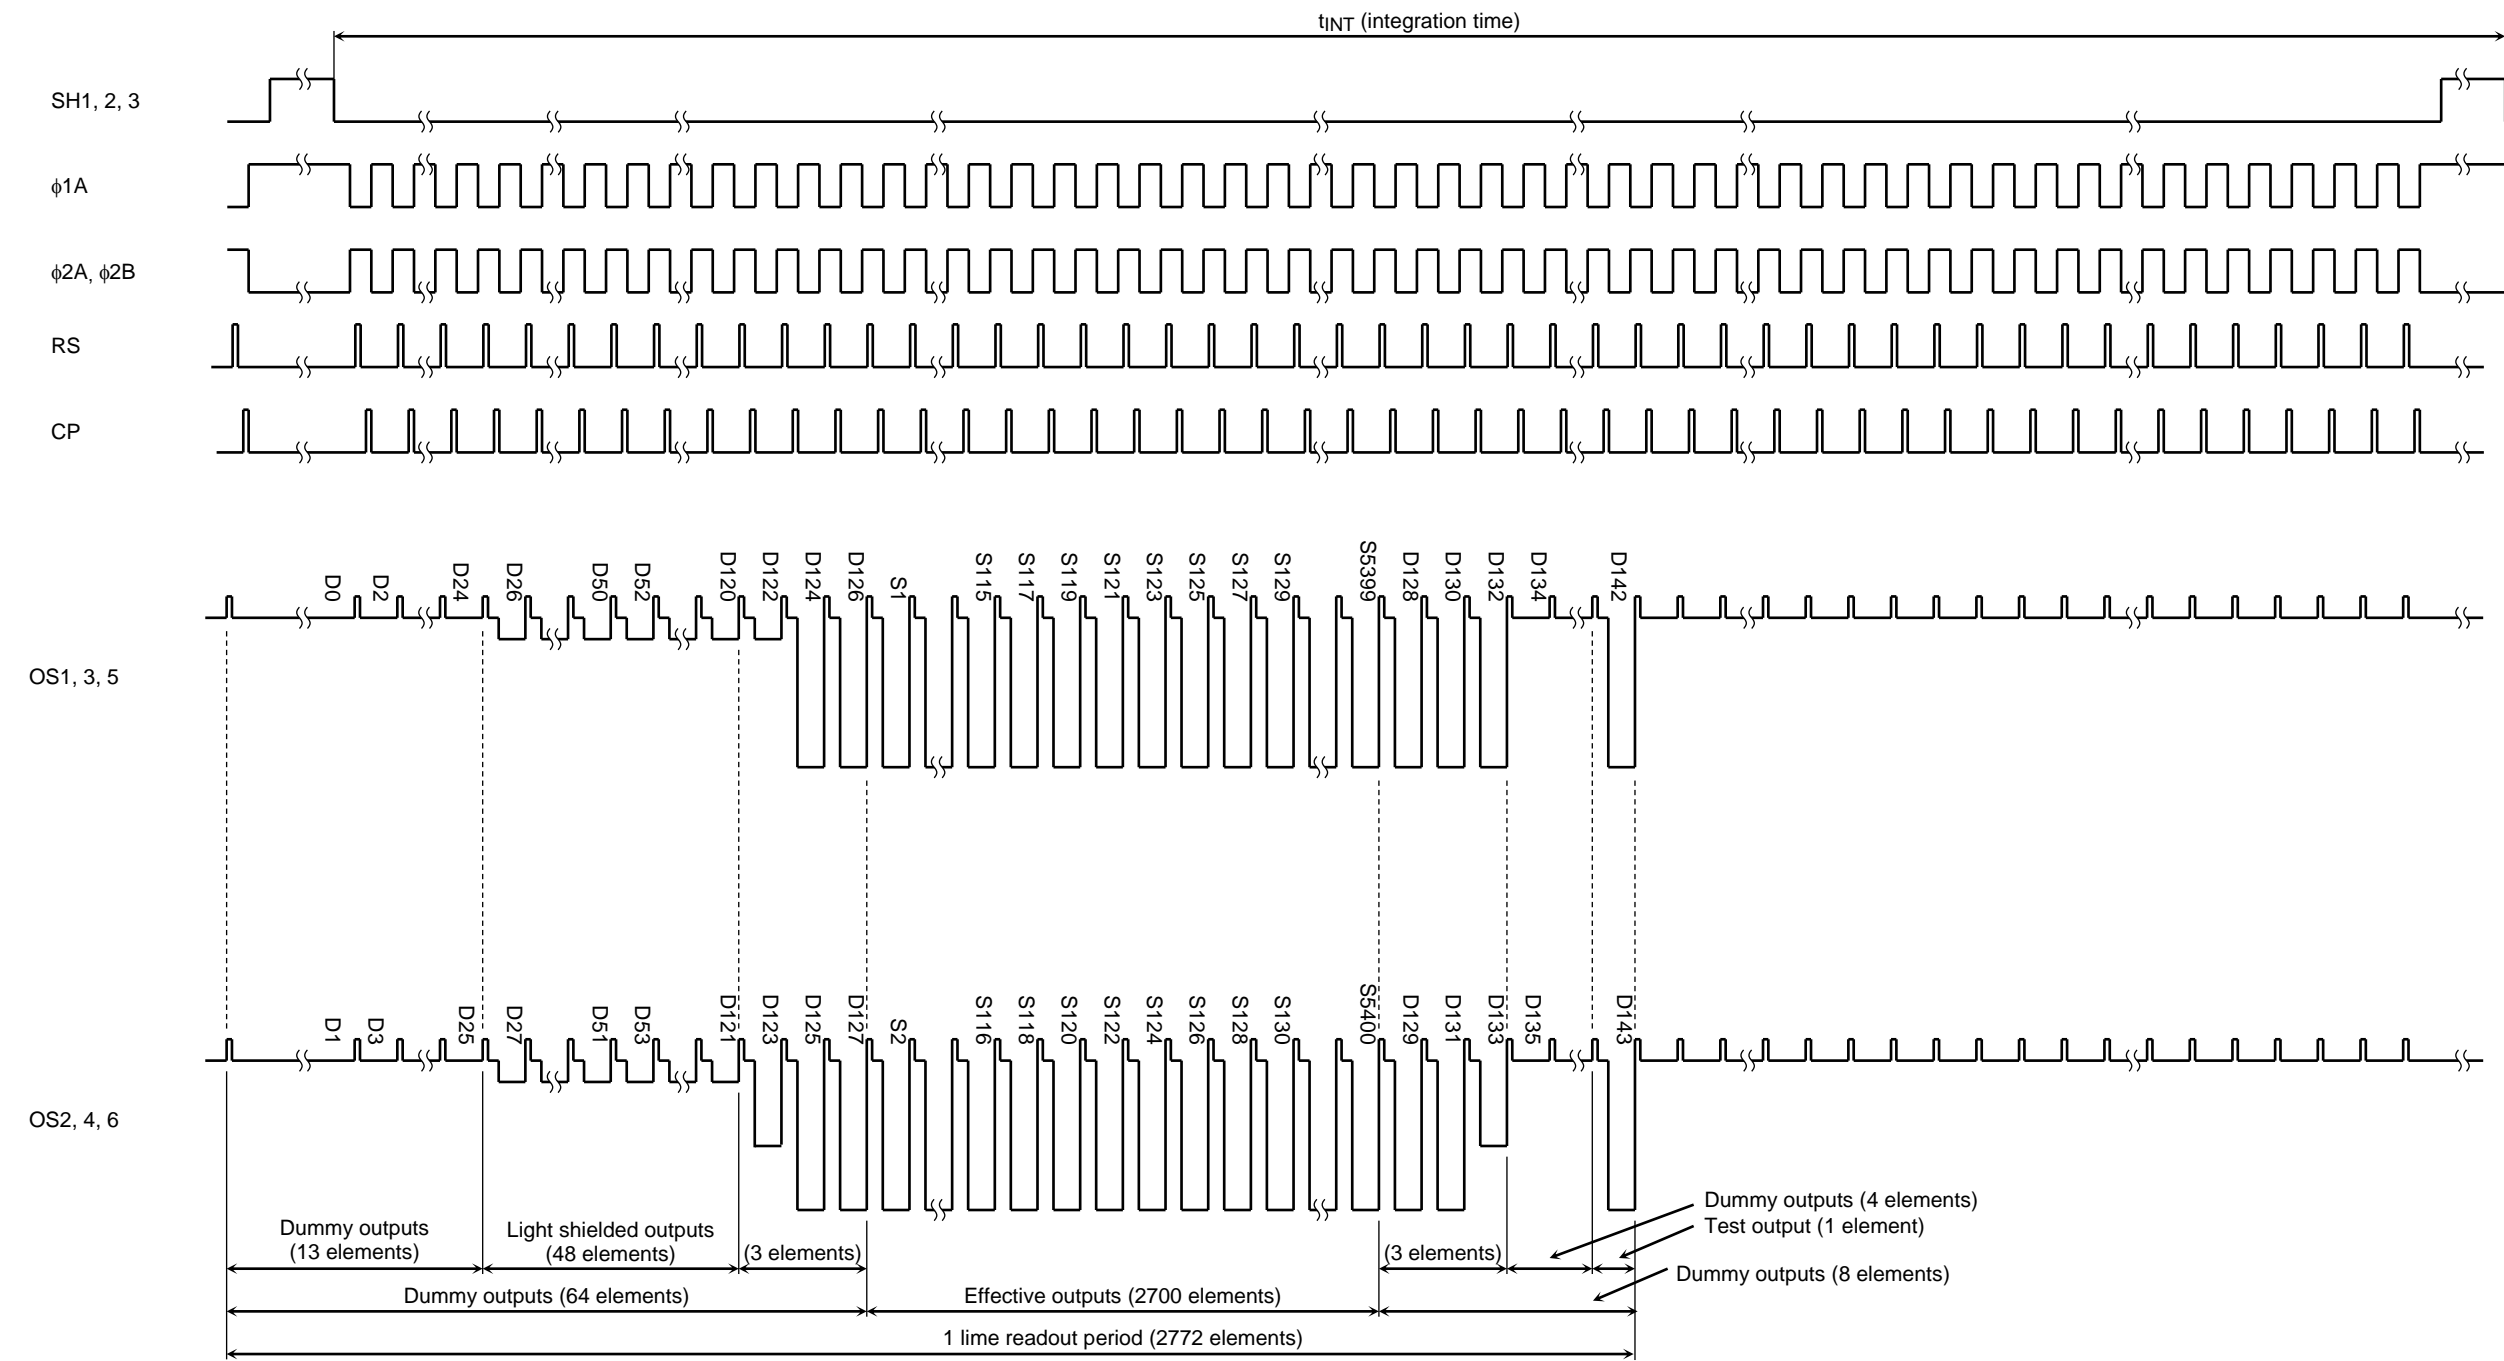 tINT (integration time)
SH1, 2, 3
ϕ1A
ϕ2A, ϕ2B
RS
CP
D0
D2
D24
D26
D50
D52
D120
D122
D124
D126
S1
S115
S117
S119
S121
S123
S125
S127
S129
S5399
D128
D130
D132
D134
D142
OS1, 3, 5
D1
D3
D25
D27
D51
D53
D121
D123
D125
D127
S2
S116
S118
S120
S122
S124
S126
S128
S130
S5400
D129
D131
D133
D135
D143
OS2, 4, 6
Dummy outputs
(13 elements)
Light shielded outputs
(48 elements)
(3 elements)
(3 elements)
Dummy outputs (4 elements)
Test output (1 element)
Dummy outputs (8 elements)
Dummy outputs (64 elements)
Effective outputs (2700 elements)
1 lime readout period (2772 elements)